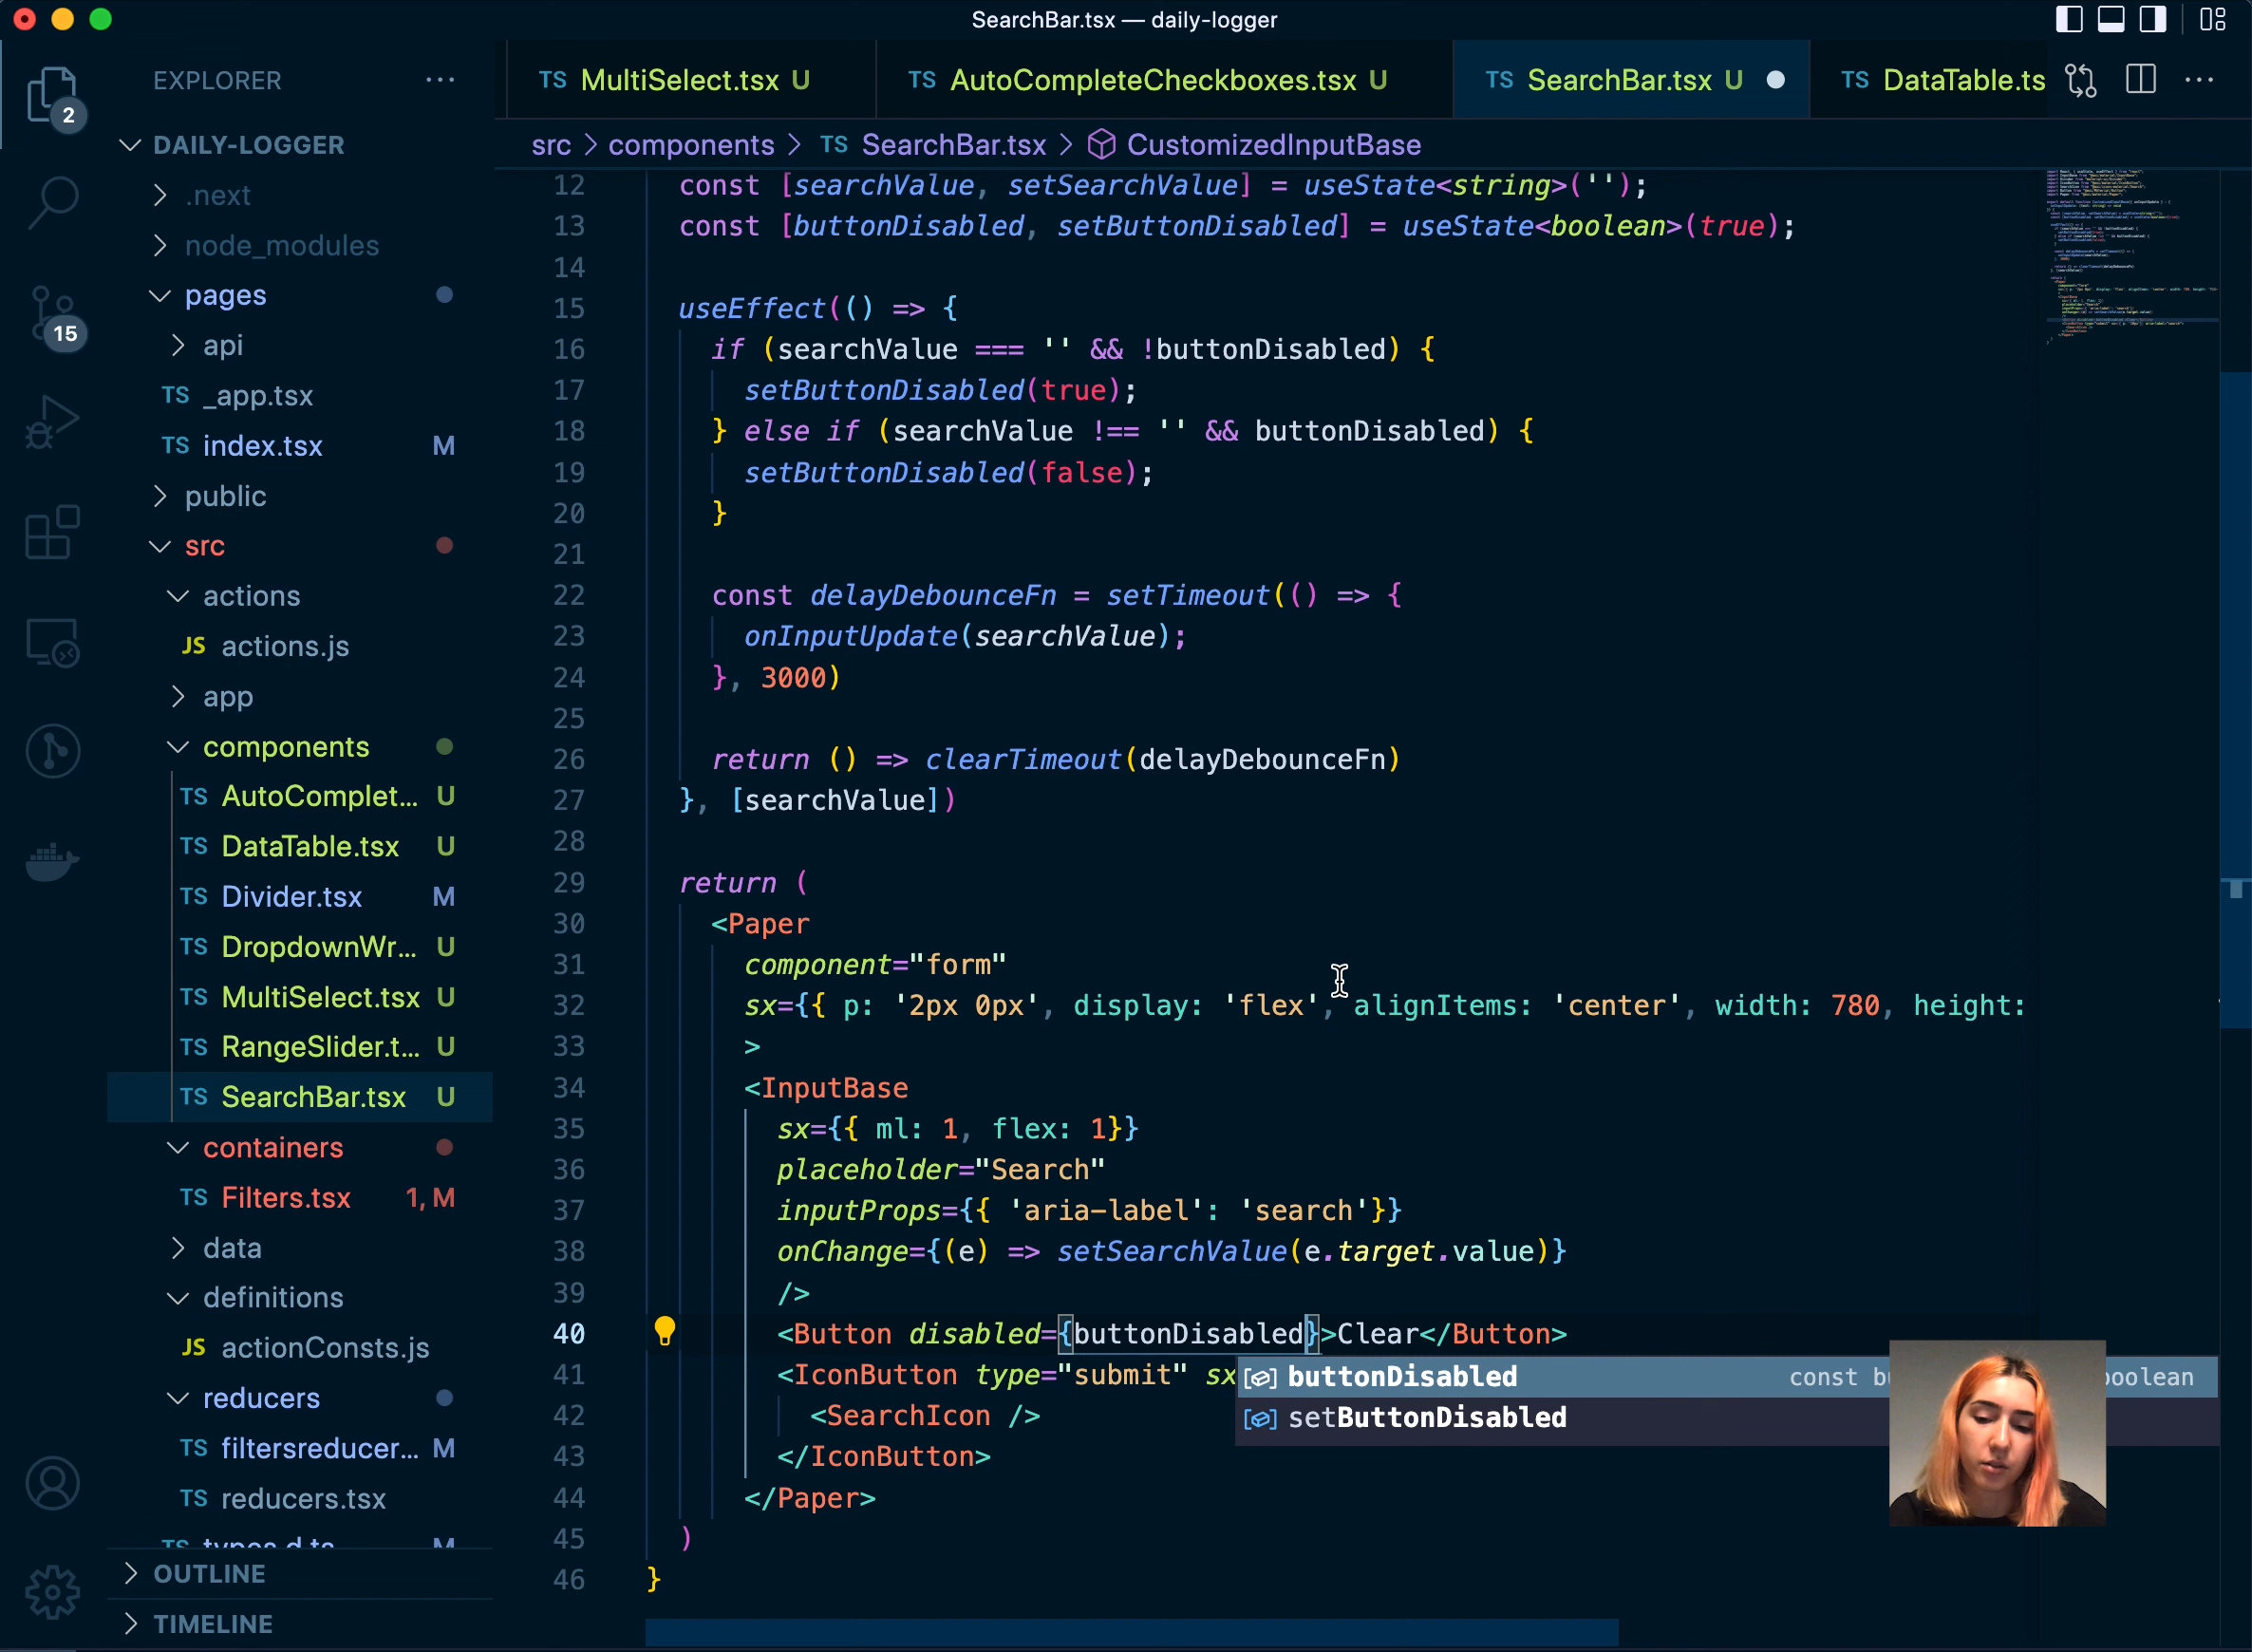 SearchBar.tsx — daily-logger
EXPLORER
2
15
DAILY-LOGGER
.next
node_modules
pages
api
TS _app.tsx
TS index.tsx M
public
src
actions
JS actions.js
app
components
TS AutoComplet... U
TS DataTable.tsx U
TS Divider.tsx M
TS DropdownWr... U
TS MultiSelect.tsx U
TS RangeSlider.t... U
TS SearchBar.tsx U
containers
TS Filters.tsx 1, M
data
definitions
JS actionConsts.js
reducers
TS filtersreducer... M
TS reducers.tsx
TS types.d.ts M
OUTLINE
TIMELINE
TS MultiSelect.tsx U
TS AutoCompleteCheckboxes.tsx U
TS SearchBar.tsx U
TS DataTable.ts
src > components > TS SearchBar.tsx > CustomizedInputBase
12 const [searchValue, setSearchValue] = useState<string>('');
13 const [buttonDisabled, setButtonDisabled] = useState<boolean>(true);
14
15 useEffect(() => {
16 if (searchValue === '' && !buttonDisabled) {
17 setButtonDisabled(true);
18 } else if (searchValue !== '' && buttonDisabled) {
19 setButtonDisabled(false);
20 }
21
22 const delayDebounceFn = setTimeout(() => {
23 onInputUpdate(searchValue);
24 }, 3000)
25
26 return () => clearTimeout(delayDebounceFn)
27 }, [searchValue])
28
29 return (
30 <Paper
31 component="form"
32 sx={{ p: '2px 0px', display: 'flex', alignItems: 'center', width: 780, height:
33 >
34 <InputBase
35 sx={{ ml: 1, flex: 1}}
36 placeholder="Search"
37 inputProps={{ 'aria-label': 'search'}}
38 onChange={(e) => setSearchValue(e.target.value)}
39 />
40 <Button disabled={buttonDisabled}>Clear</Button>
41 <IconButton type="submit" sx
42 <SearchIcon />
43 </IconButton>
44 </Paper>
45 )
46 }
buttonDisabled const bu boolean
setButtonDisabled